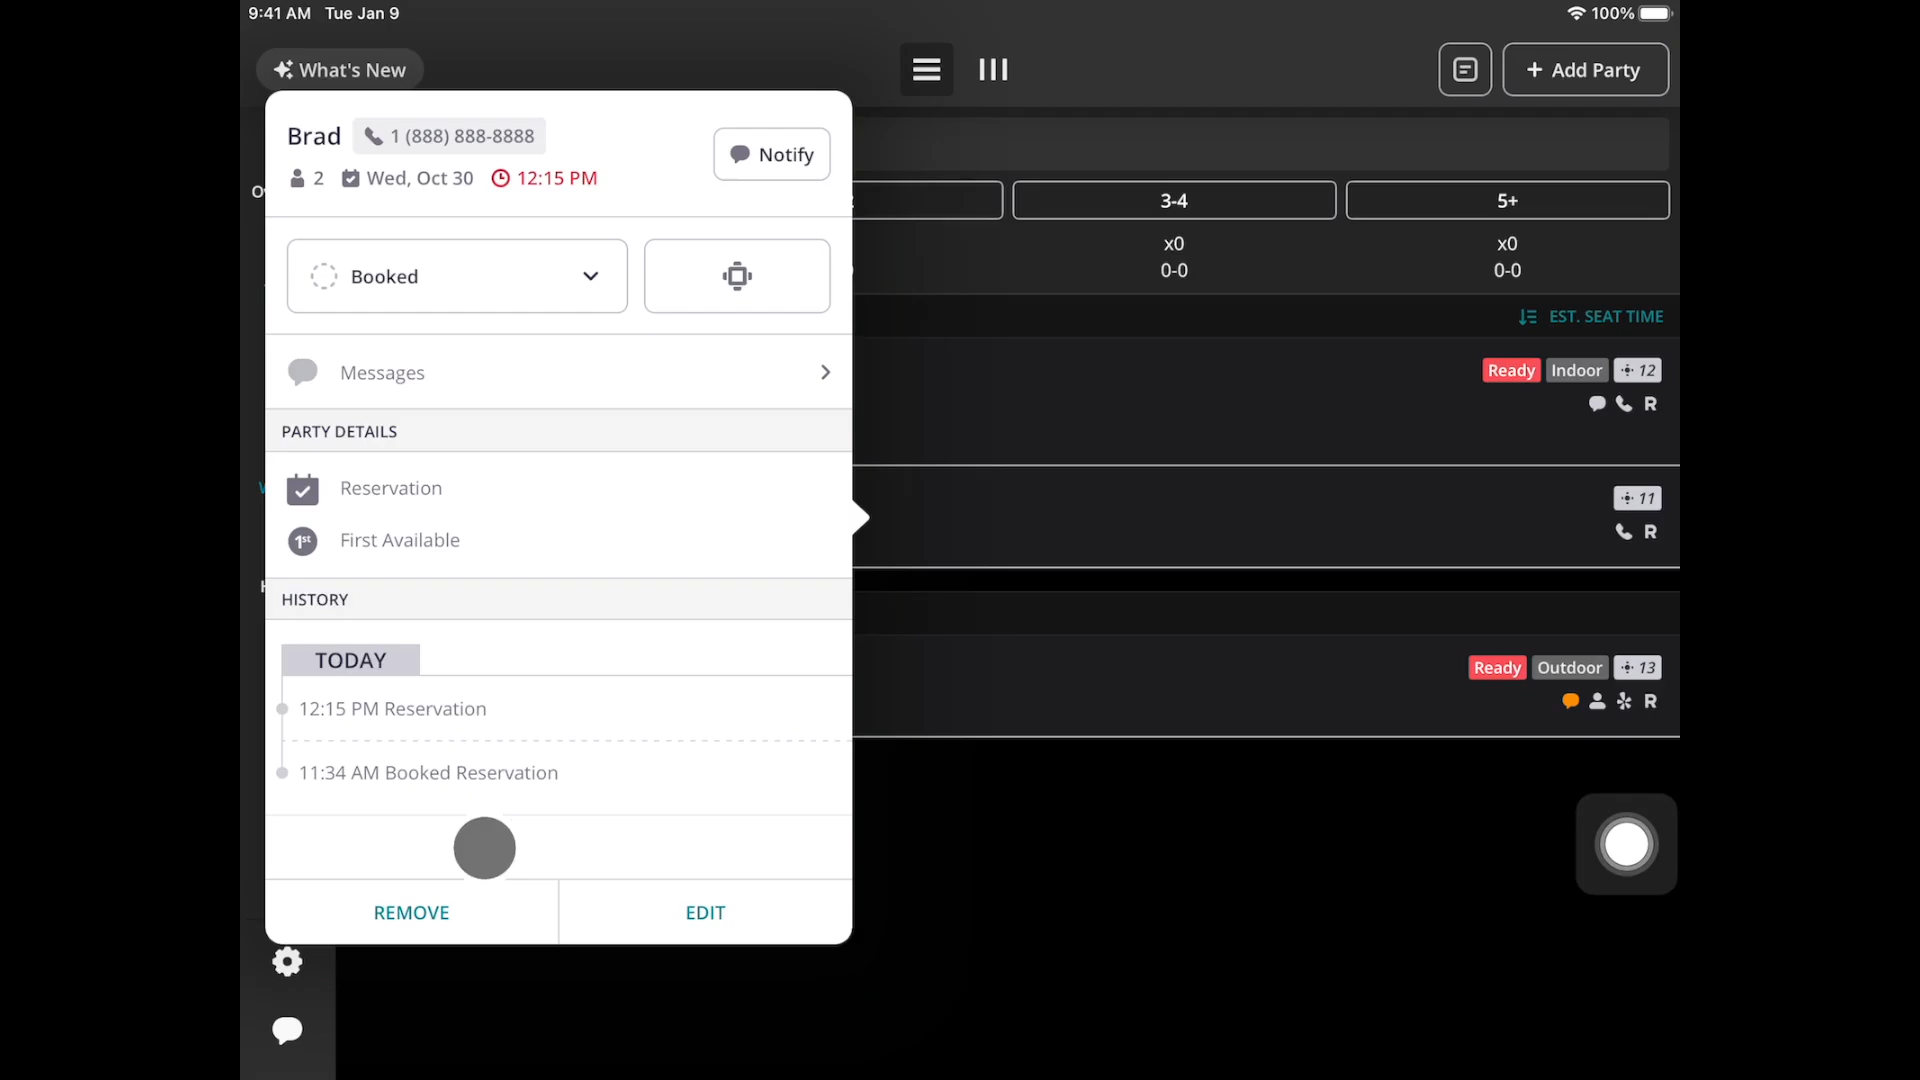 9:41 AM Tue Jan 9
100%
What's New
+ Add Party
Brad
1 (888) 888-8888
Notify
2
Wed, Oct 30
12:15 PM
3-4
5+
x0
x0
0-0
0-0
Booked
EST. SEAT TIME
Messages
Ready
Indoor
12
R
PARTY DETAILS
Reservation
11
1st
First Available
R
HISTORY
TODAY
Ready
Outdoor
13
12:15 PM Reservation
R
11:34 AM Booked Reservation
REMOVE
EDIT